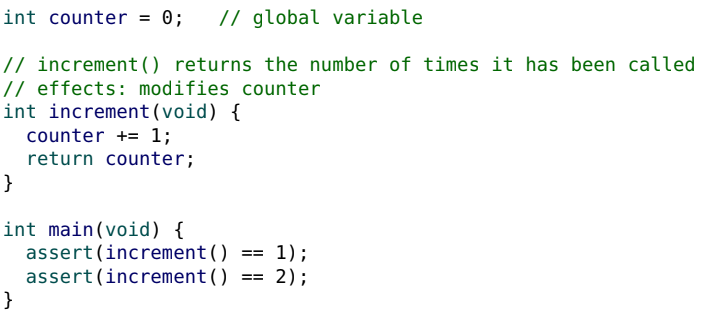 int counter = 0;   // global variable

// increment() returns the number of times it has been called
// effects: modifies counter
int increment(void) {
  counter += 1;
  return counter;
}

int main(void) {
  assert(increment() == 1);
  assert(increment() == 2);
}